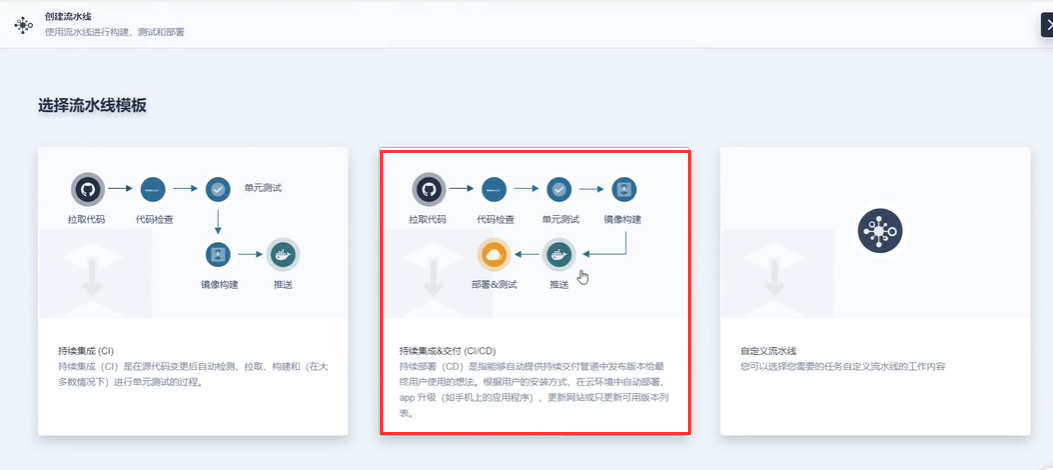 创建流水线
使用流水线进行构建，测试和部署
选择流水线模板
单元测试
拉取代码
代码检查
镜像构建
推送
持续集成 (CI)
持续集成（CI）是在源代码变更后自动检测、拉取、构建和（在大
多数情况下）进行单元测试的过程。
拉取代码
代码检查
单元测试
镜像构建
部署&测试
推送
持续集成&交付 (CI/CD)
持续部署（CD）是指能够自动提供持续交付管道中发布版本给最
终用户使用的想法。根据用户的安装方式，在云环境中自动部署、
app 升级（如手机上的应用程序）、更新网站或只更新可用版本列
表。
自定义流水线
您可以选择您需要的任务自定义流水线的工作内容